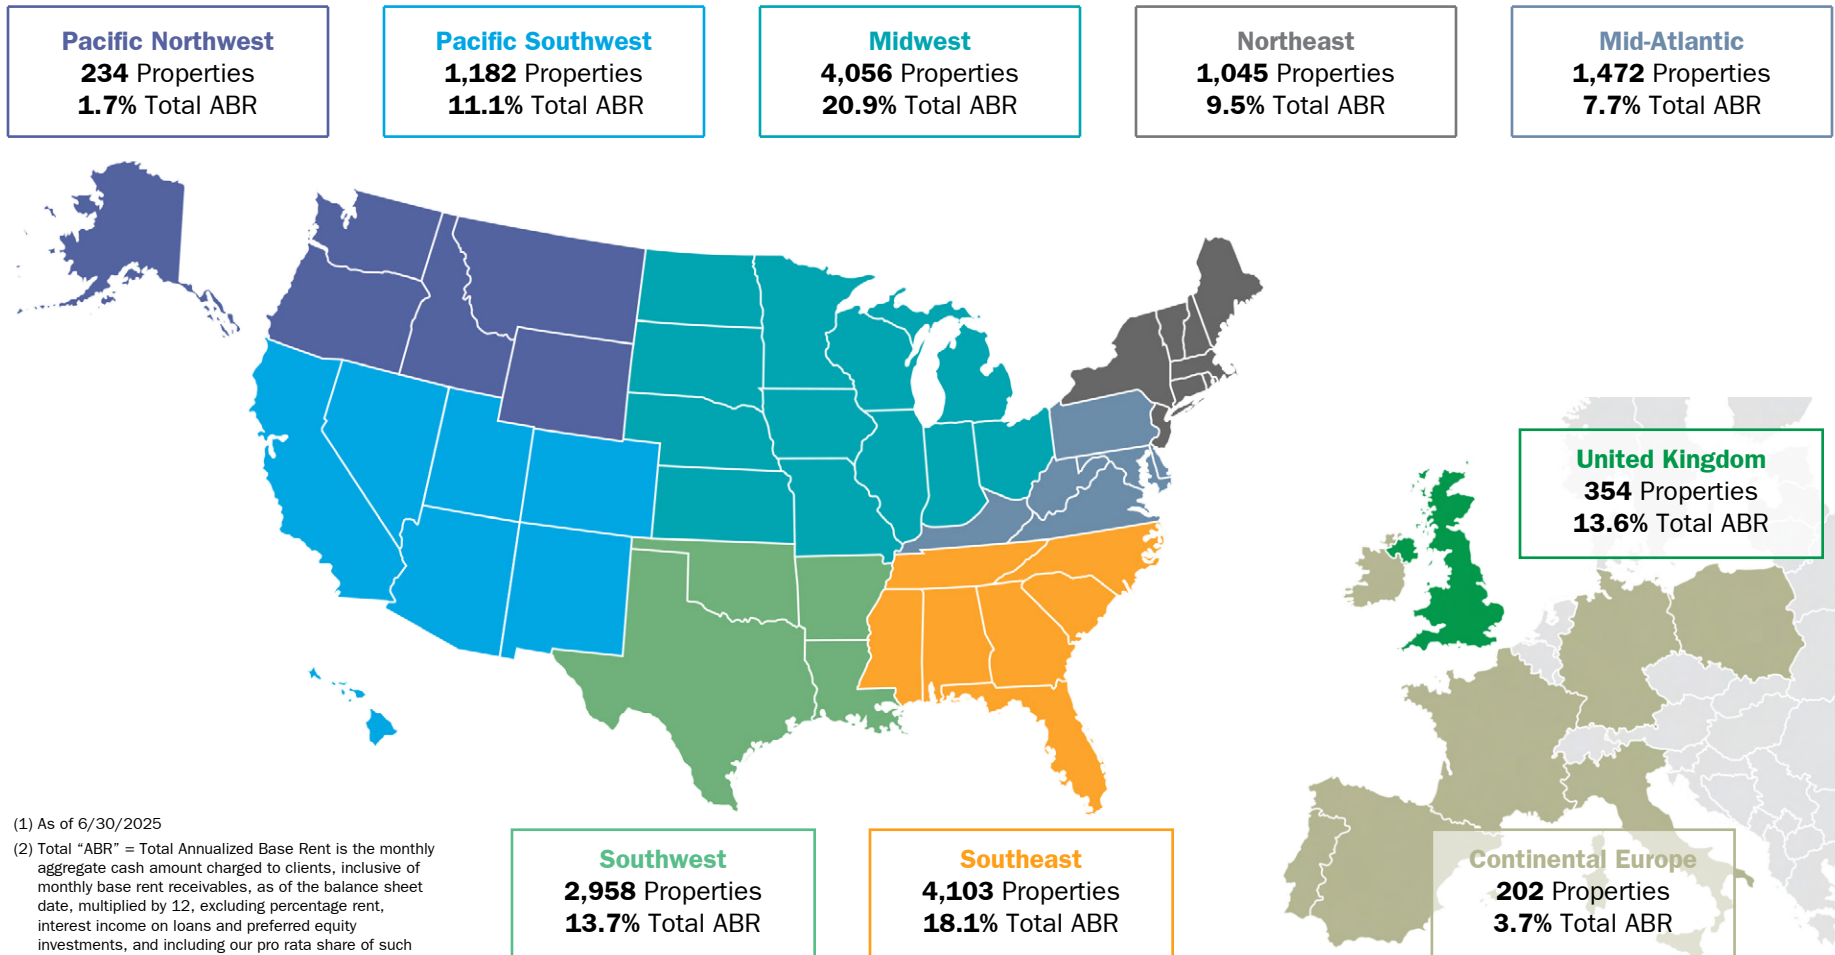 Pacific Northwest
234 Properties
1.7% Total ABR
Pacific Southwest
1,182 Properties
11.1% Total ABR
Midwest
4,056 Properties
20.9% Total ABR
Northeast
1,045 Properties
9.5% Total ABR
Mid-Atlantic
1,472 Properties
7.7% Total ABR
United Kingdom
354 Properties
13.6% Total ABR
Southwest
2,958 Properties
13.7% Total ABR
Southeast
4,103 Properties
18.1% Total ABR
Continental Europe
202 Properties
3.7% Total ABR
(1) As of 6/30/2025
(2) Total “ABR” = Total Annualized Base Rent is the monthly
aggregate cash amount charged to clients, inclusive of
monthly base rent receivables, as of the balance sheet
date, multiplied by 12, excluding percentage rent,
interest income on loans and preferred equity
investments, and including our pro rata share of such